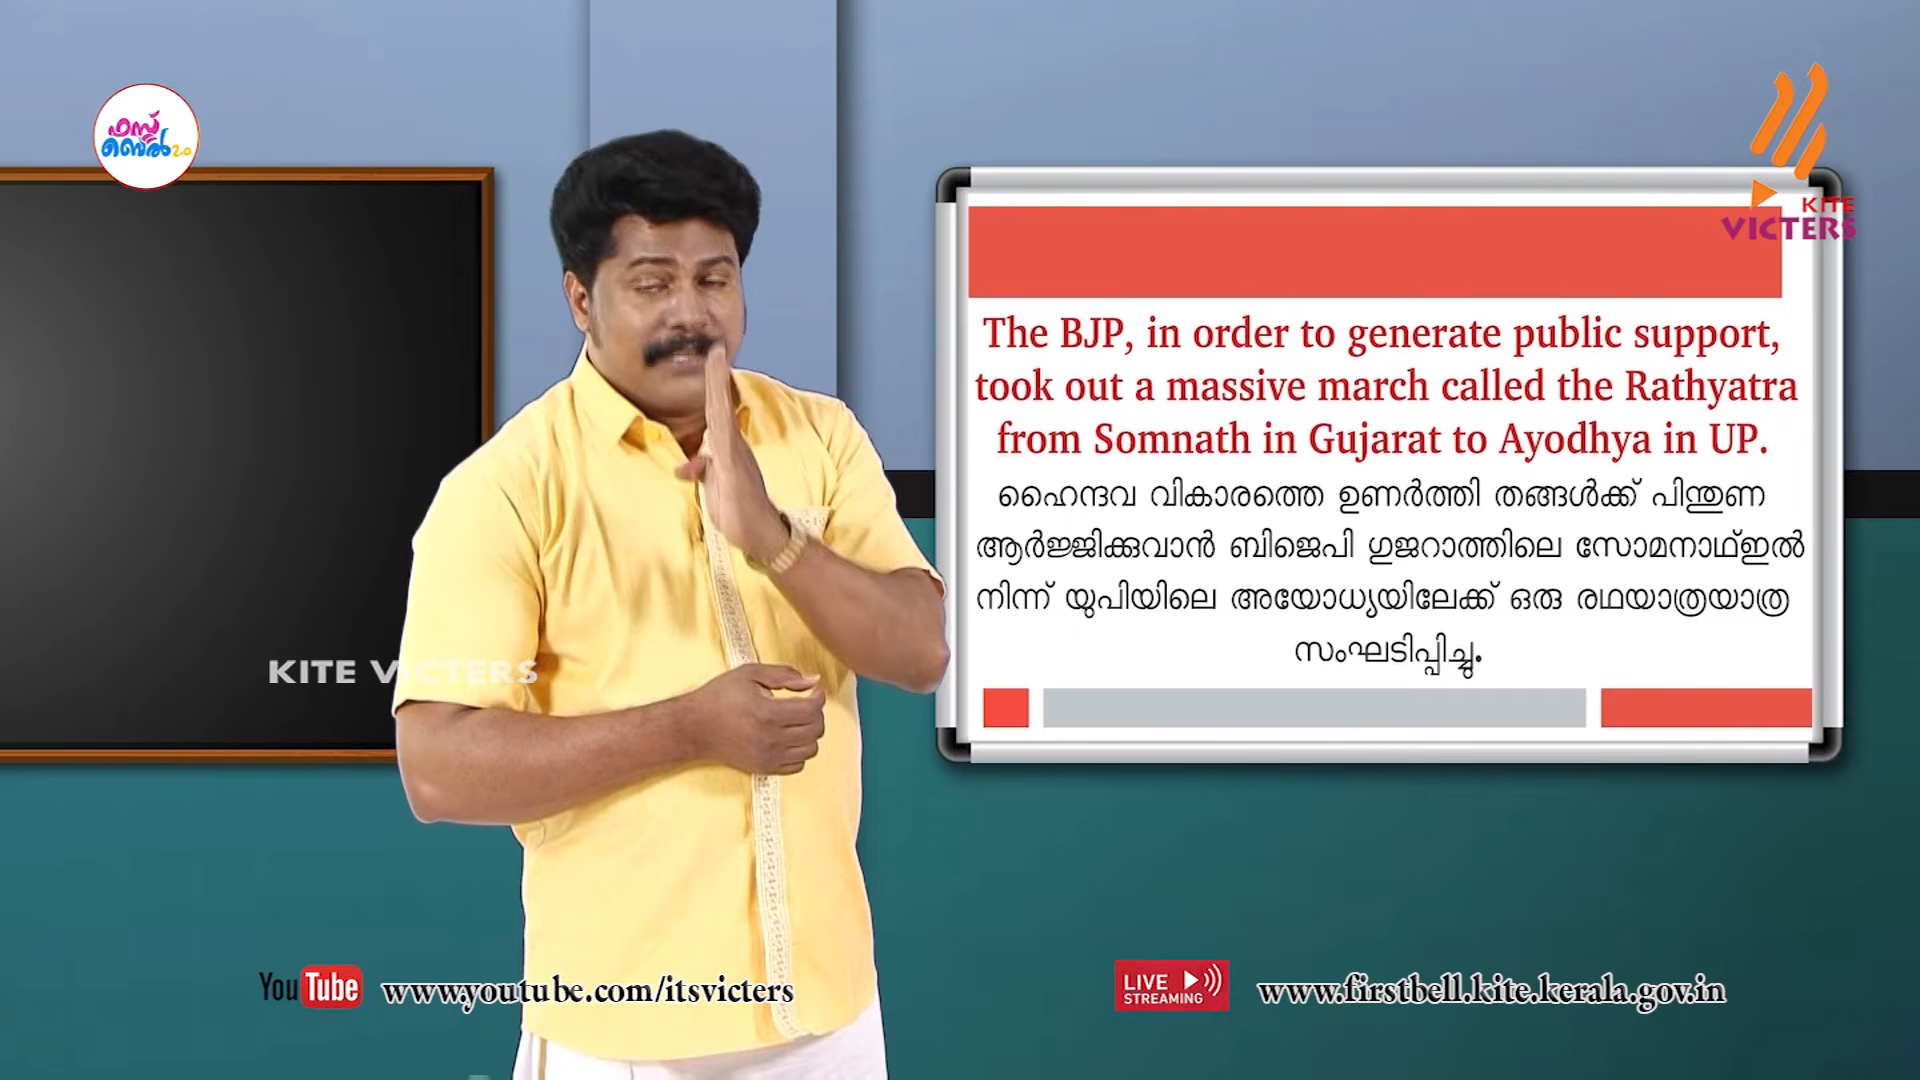 ഫസ്റ്റ്
ബെൽ 2.0
KITE
VICTERS
The BJP, in order to generate public support,
took out a massive march called the Rathyatra
from Somnath in Gujarat to Ayodhya in UP.
ഹൈന്ദവ വികാരത്തെ ഉണർത്തി തങ്ങൾക്ക് പിന്തുണ
ആർജ്ജിക്കുവാൻ ബിജെപി ഗുജറാത്തിലെ സോമനാഥ്ഇൽ
നിന്ന് യുപിയിലെ അയോധ്യയിലേക്ക് ഒരു രഥയാത്രയാത്ര
സംഘടിപ്പിച്ചു.
KITE VICTERS
YouTube www.youtube.com/itsvicters
LIVE
STREAMING
www.firstbell.kite.kerala.gov.in